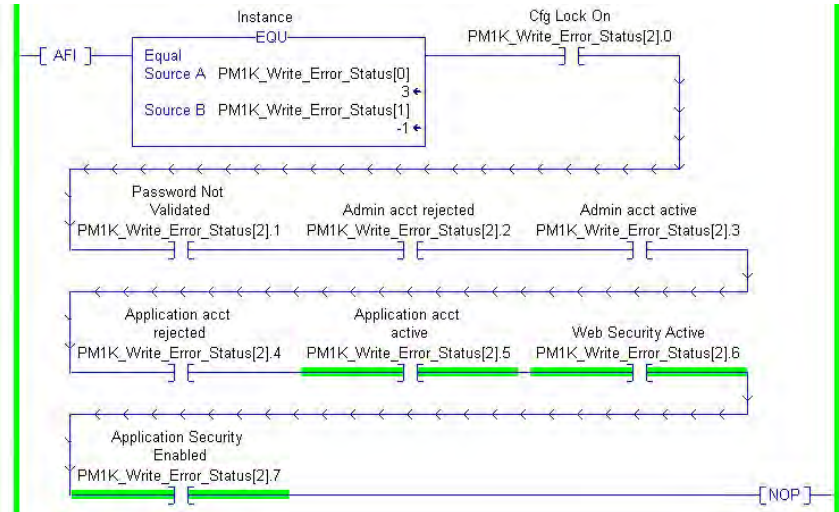 Instance
Cfg Lock On
EQU
PM1K_Write_Error_Status[2].0
AFI
Equal
Source A PM1K_Write_Error_Status[0]
3
Source B PM1K_Write_Error_Status[1]
-1
Password Not
Validated
Admin acct rejected
Admin acct active
PM1K_Write_Error_Status[2].1 PM1K_Write_Error_Status[2].2 PM1K_Write_Error_Status[2].3
Application acct
rejected
Application acct
active
Web Security Active
PM1K_Write_Error_Status[2].4 PM1K_Write_Error_Status[2].5 PM1K_Write_Error_Status[2].6
Application Security
Enabled
PM1K_Write_Error_Status[2].7
NOP